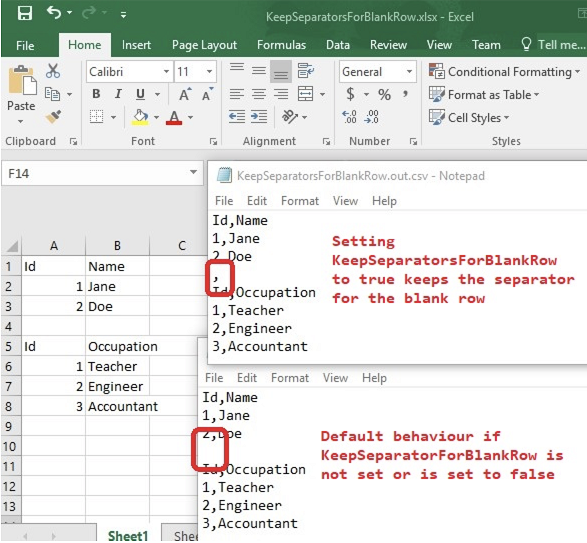 KeepSeparatorsForBlankRow.xlsx - Excel
File Home Insert Page Layout Formulas Data Review View Team Tell me...
Calibri 11 General Conditional Formatting
Paste B I U A A $ % , Format as Table
Cell Styles
Clipboard Font Alignment Number Styles
F14
A B C
1 Id Name
2 1 Jane
3 2 Doe
4
5 Id Occupation
6 1 Teacher
7 2 Engineer
8 3 Accountant
9
10
11
12
13
Sheet1 Shee
KeepSeparatorsForBlankRow.out.csv - Notepad
File Edit Format View Help
Id,Name
1,Jane
2,Doe
,
Id,Occupation
1,Teacher
2,Engineer
3,Accountant
Setting
KeepSeparatorsForBlankRow
to true keeps the separator
for the blank row
File Edit Format View Help
Id,Name
1,Jane
2,Doe
Id,Occupation
1,Teacher
2,Engineer
3,Accountant
Default behaviour if
KeepSeparatorForBlankRow is
not set or is set to false